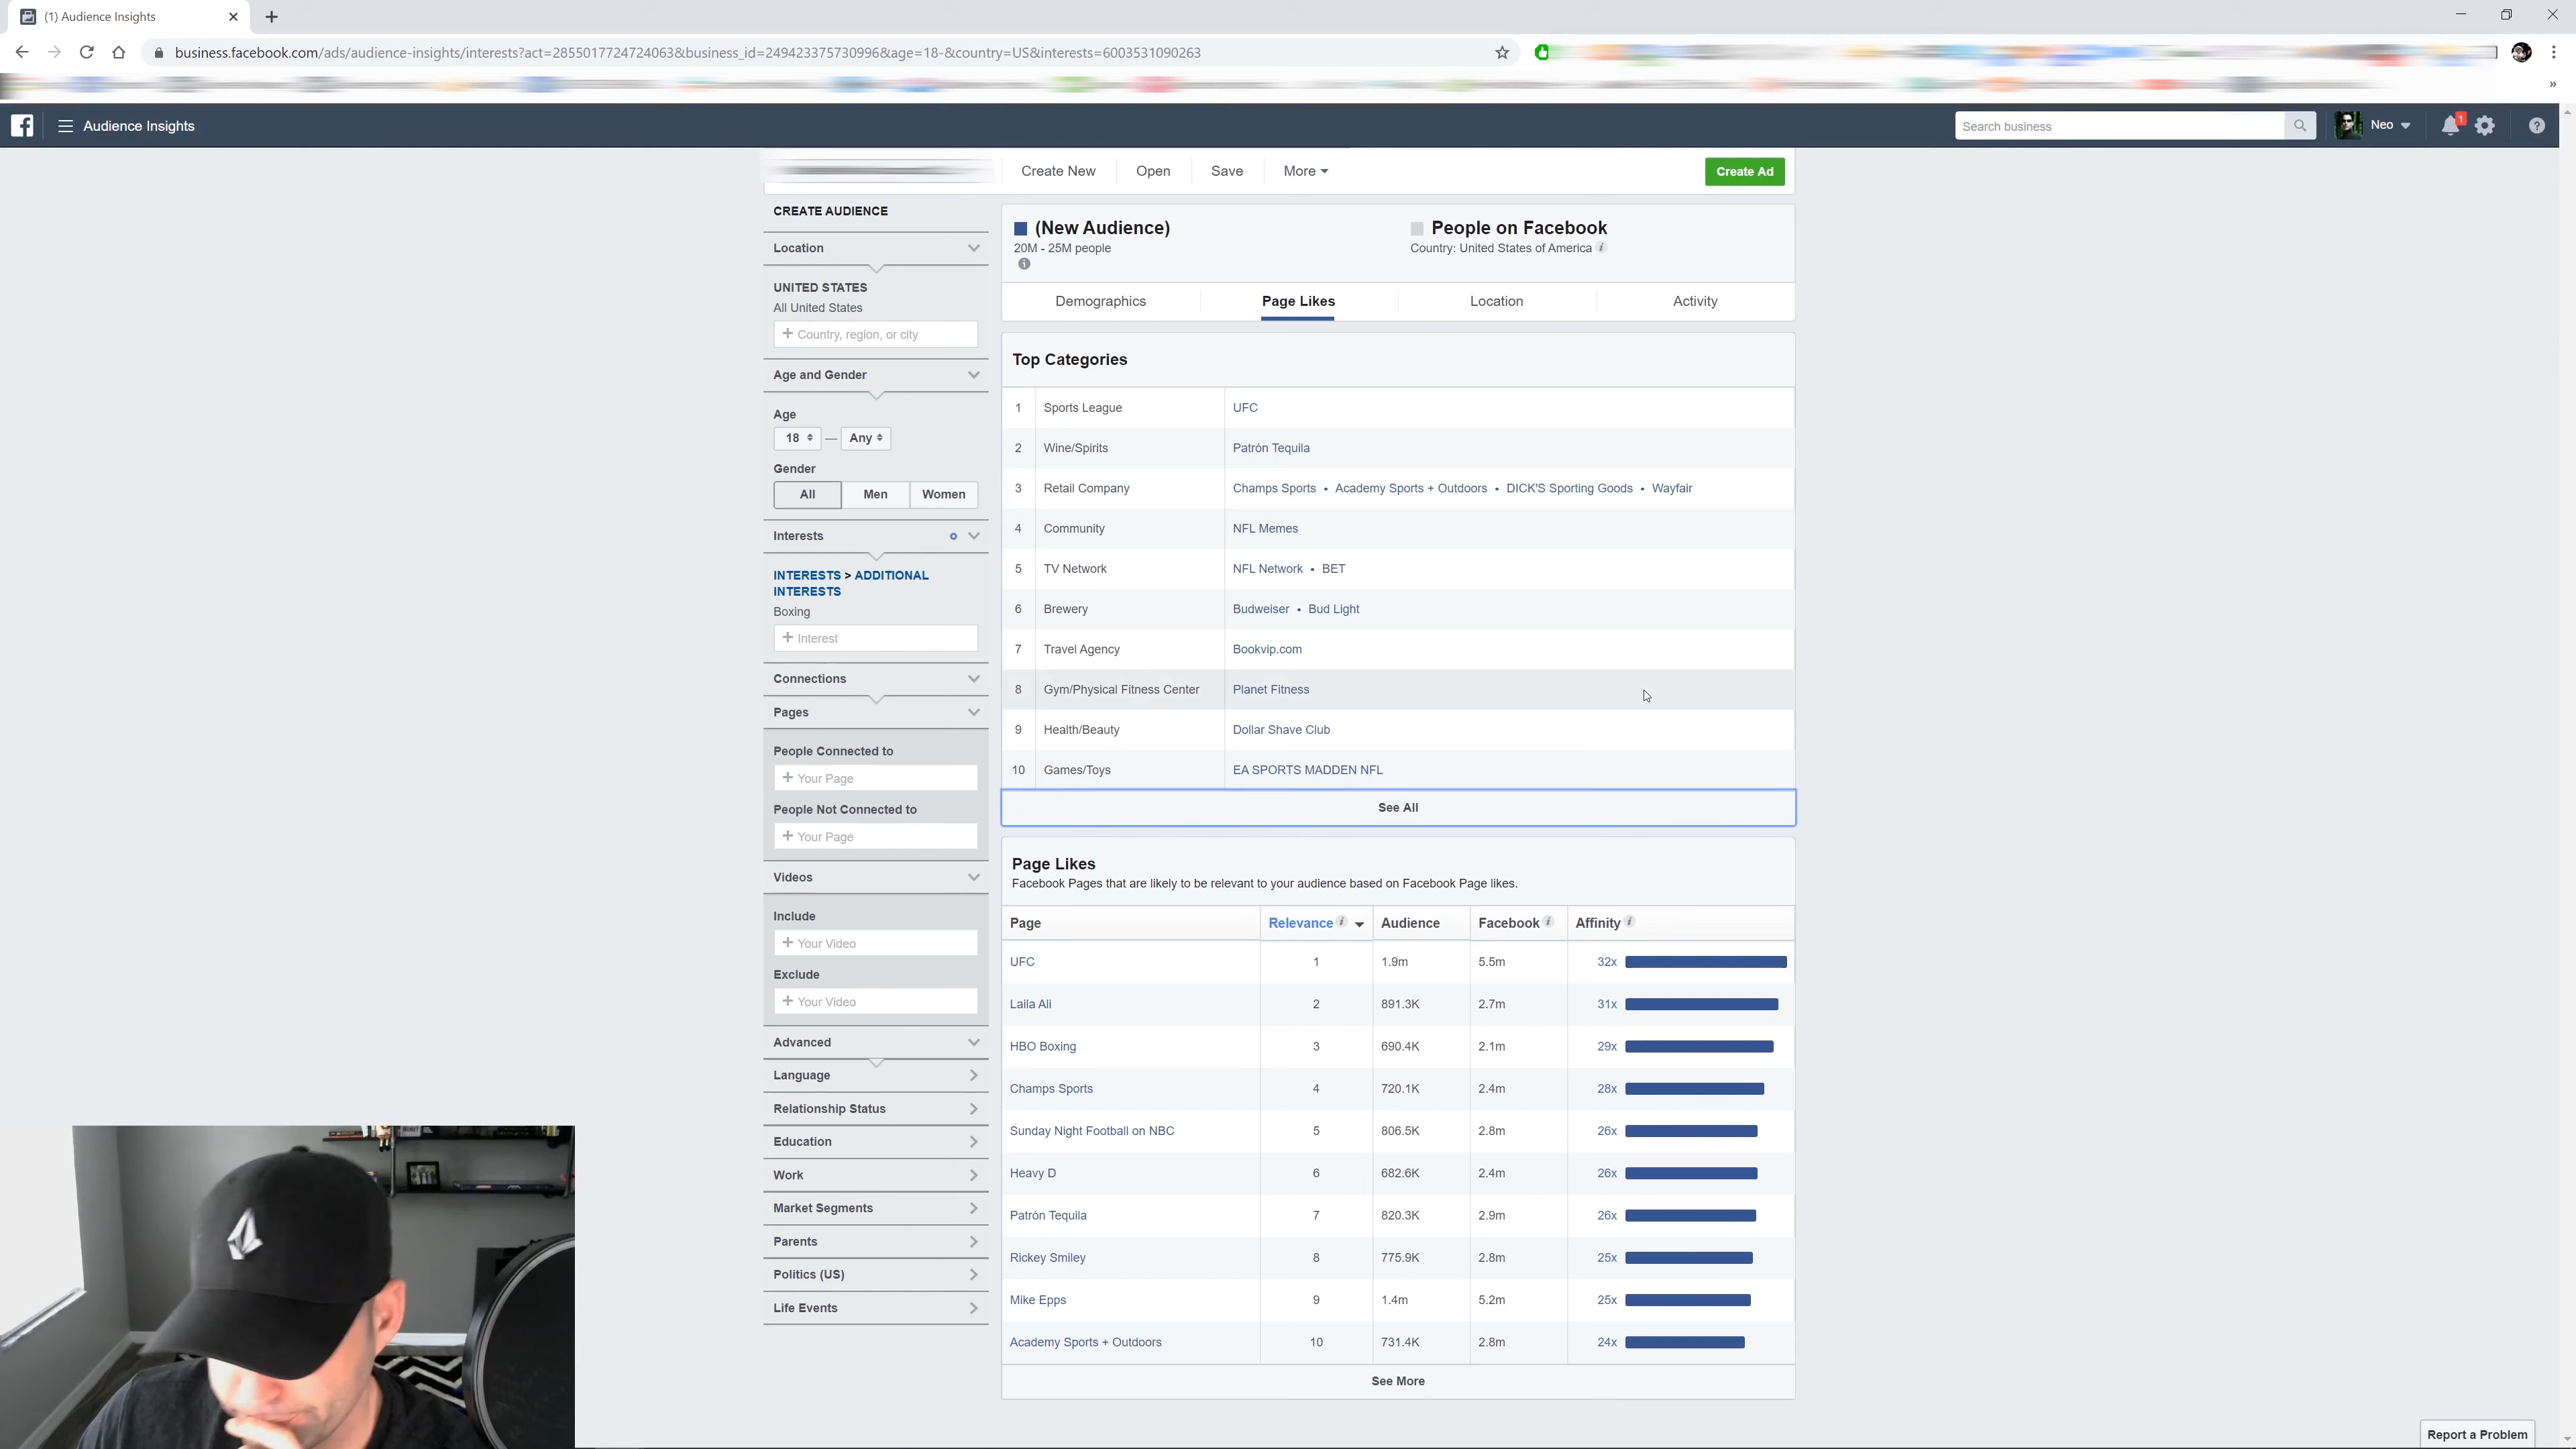 (1) Audience Insights
business.facebook.com/ads/audience-insights/interests?act=2855017724724063&business_id=249423375730996&age=18-&country=US&interests=6003531090263
Audience Insights
Search business
Neo
1
Create New
Open
Save
More
Create Ad
CREATE AUDIENCE
Location
UNITED STATES
All United States
+ Country, region, or city
Age and Gender
Age
18 — Any
Gender
All Men Women
Interests
INTERESTS > ADDITIONAL
INTERESTS
Boxing
+ Interest
Connections
Pages
People Connected to
+ Your Page
People Not Connected to
+ Your Page
Videos
Include
+ Your Video
Exclude
+ Your Video
Advanced
Language
Relationship Status
Education
Work
Market Segments
Parents
Politics (US)
Life Events
(New Audience)
20M - 25M people
People on Facebook
Country: United States of America
Demographics Page Likes Location Activity
Top Categories
1 Sports League UFC
2 Wine/Spirits Patrón Tequila
3 Retail Company Champs Sports • Academy Sports + Outdoors • DICK'S Sporting Goods • Wayfair
4 Community NFL Memes
5 TV Network NFL Network • BET
6 Brewery Budweiser • Bud Light
7 Travel Agency Bookvip.com
8 Gym/Physical Fitness Center Planet Fitness
9 Health/Beauty Dollar Shave Club
10 Games/Toys EA SPORTS MADDEN NFL
See All
Page Likes
Facebook Pages that are likely to be relevant to your audience based on Facebook Page likes.
Page Relevance Audience Facebook Affinity
UFC 1 1.9m 5.5m 32x
Laila Ali 2 891.3K 2.7m 31x
HBO Boxing 3 690.4K 2.1m 29x
Champs Sports 4 720.1K 2.4m 28x
Sunday Night Football on NBC 5 806.5K 2.8m 26x
Heavy D 6 682.6K 2.4m 26x
Patrón Tequila 7 820.3K 2.9m 26x
Rickey Smiley 8 775.9K 2.8m 25x
Mike Epps 9 1.4m 5.2m 25x
Academy Sports + Outdoors 10 731.4K 2.8m 24x
See More
Report a Problem